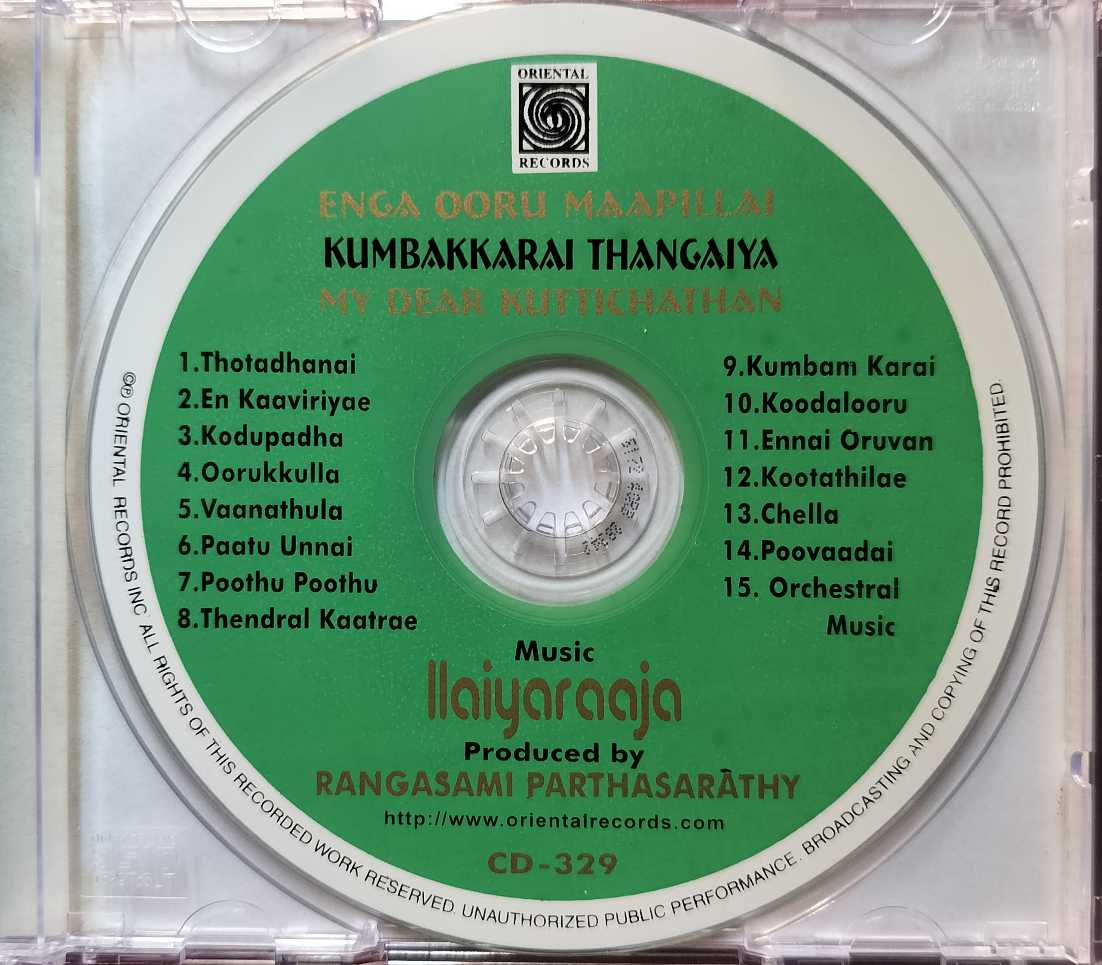 ORIENTAL
RECORDS
ENGA OORU MAAPILLAI
KUMBAKKARAI THANGAIYA
MY DEAR KUTTICHATHAN
1.Thotadhanai
2.En Kaaviriyae
3.Kodupadha
4.Oorukkulla
5.Vaanathula
6.Paatu Unnai
7.Poothu Poothu
8.Thendral Kaatrae
9.Kumbam Karai
10.Koodalooru
11.Ennai Oruvan
12.Kootathilae
13.Chella
14.Poovaadai
15. Orchestral
Music
Music
Ilaiyaraaja
Produced by
RANGASAMI PARTHASARĀTHY
http://www.orientalrecords.com
CD-329
©℗ ORIENTAL RECORDS INC. ALL RIGHTS OF THIS RECORDED WORK RESERVED. UNAUTHORIZED PUBLIC PERFORMANCE. BROADCASTING AND COPYING OF THIS RECORD PROHIBITED.